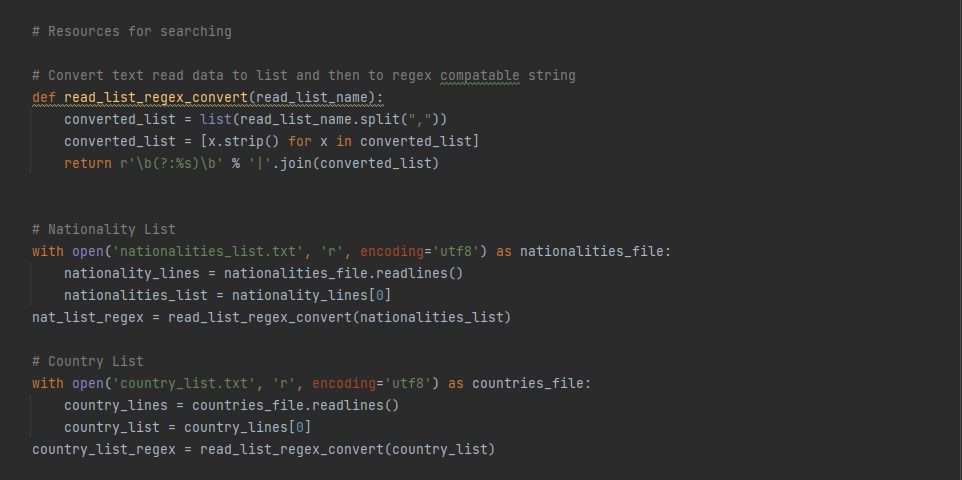 # Resources for searching
# Convert text read data to list and then to regex compatable string
def read_list_regex_convert(read_list_name):
    converted_list = list(read_list_name.split(","))
    converted_list = [x.strip() for x in converted_list]
    return r'\b(?:%s)\b' % '|'.join(converted_list)
# Nationality List
with open('nationalities_list.txt', 'r', encoding='utf8') as nationalities_file:
    nationality_lines = nationalities_file.readlines()
    nationalities_list = nationality_lines[0]
nat_list_regex = read_list_regex_convert(nationalities_list)
# Country List
with open('country_list.txt', 'r', encoding='utf8') as countries_file:
    country_lines = countries_file.readlines()
    country_list = country_lines[0]
country_list_regex = read_list_regex_convert(country_list)